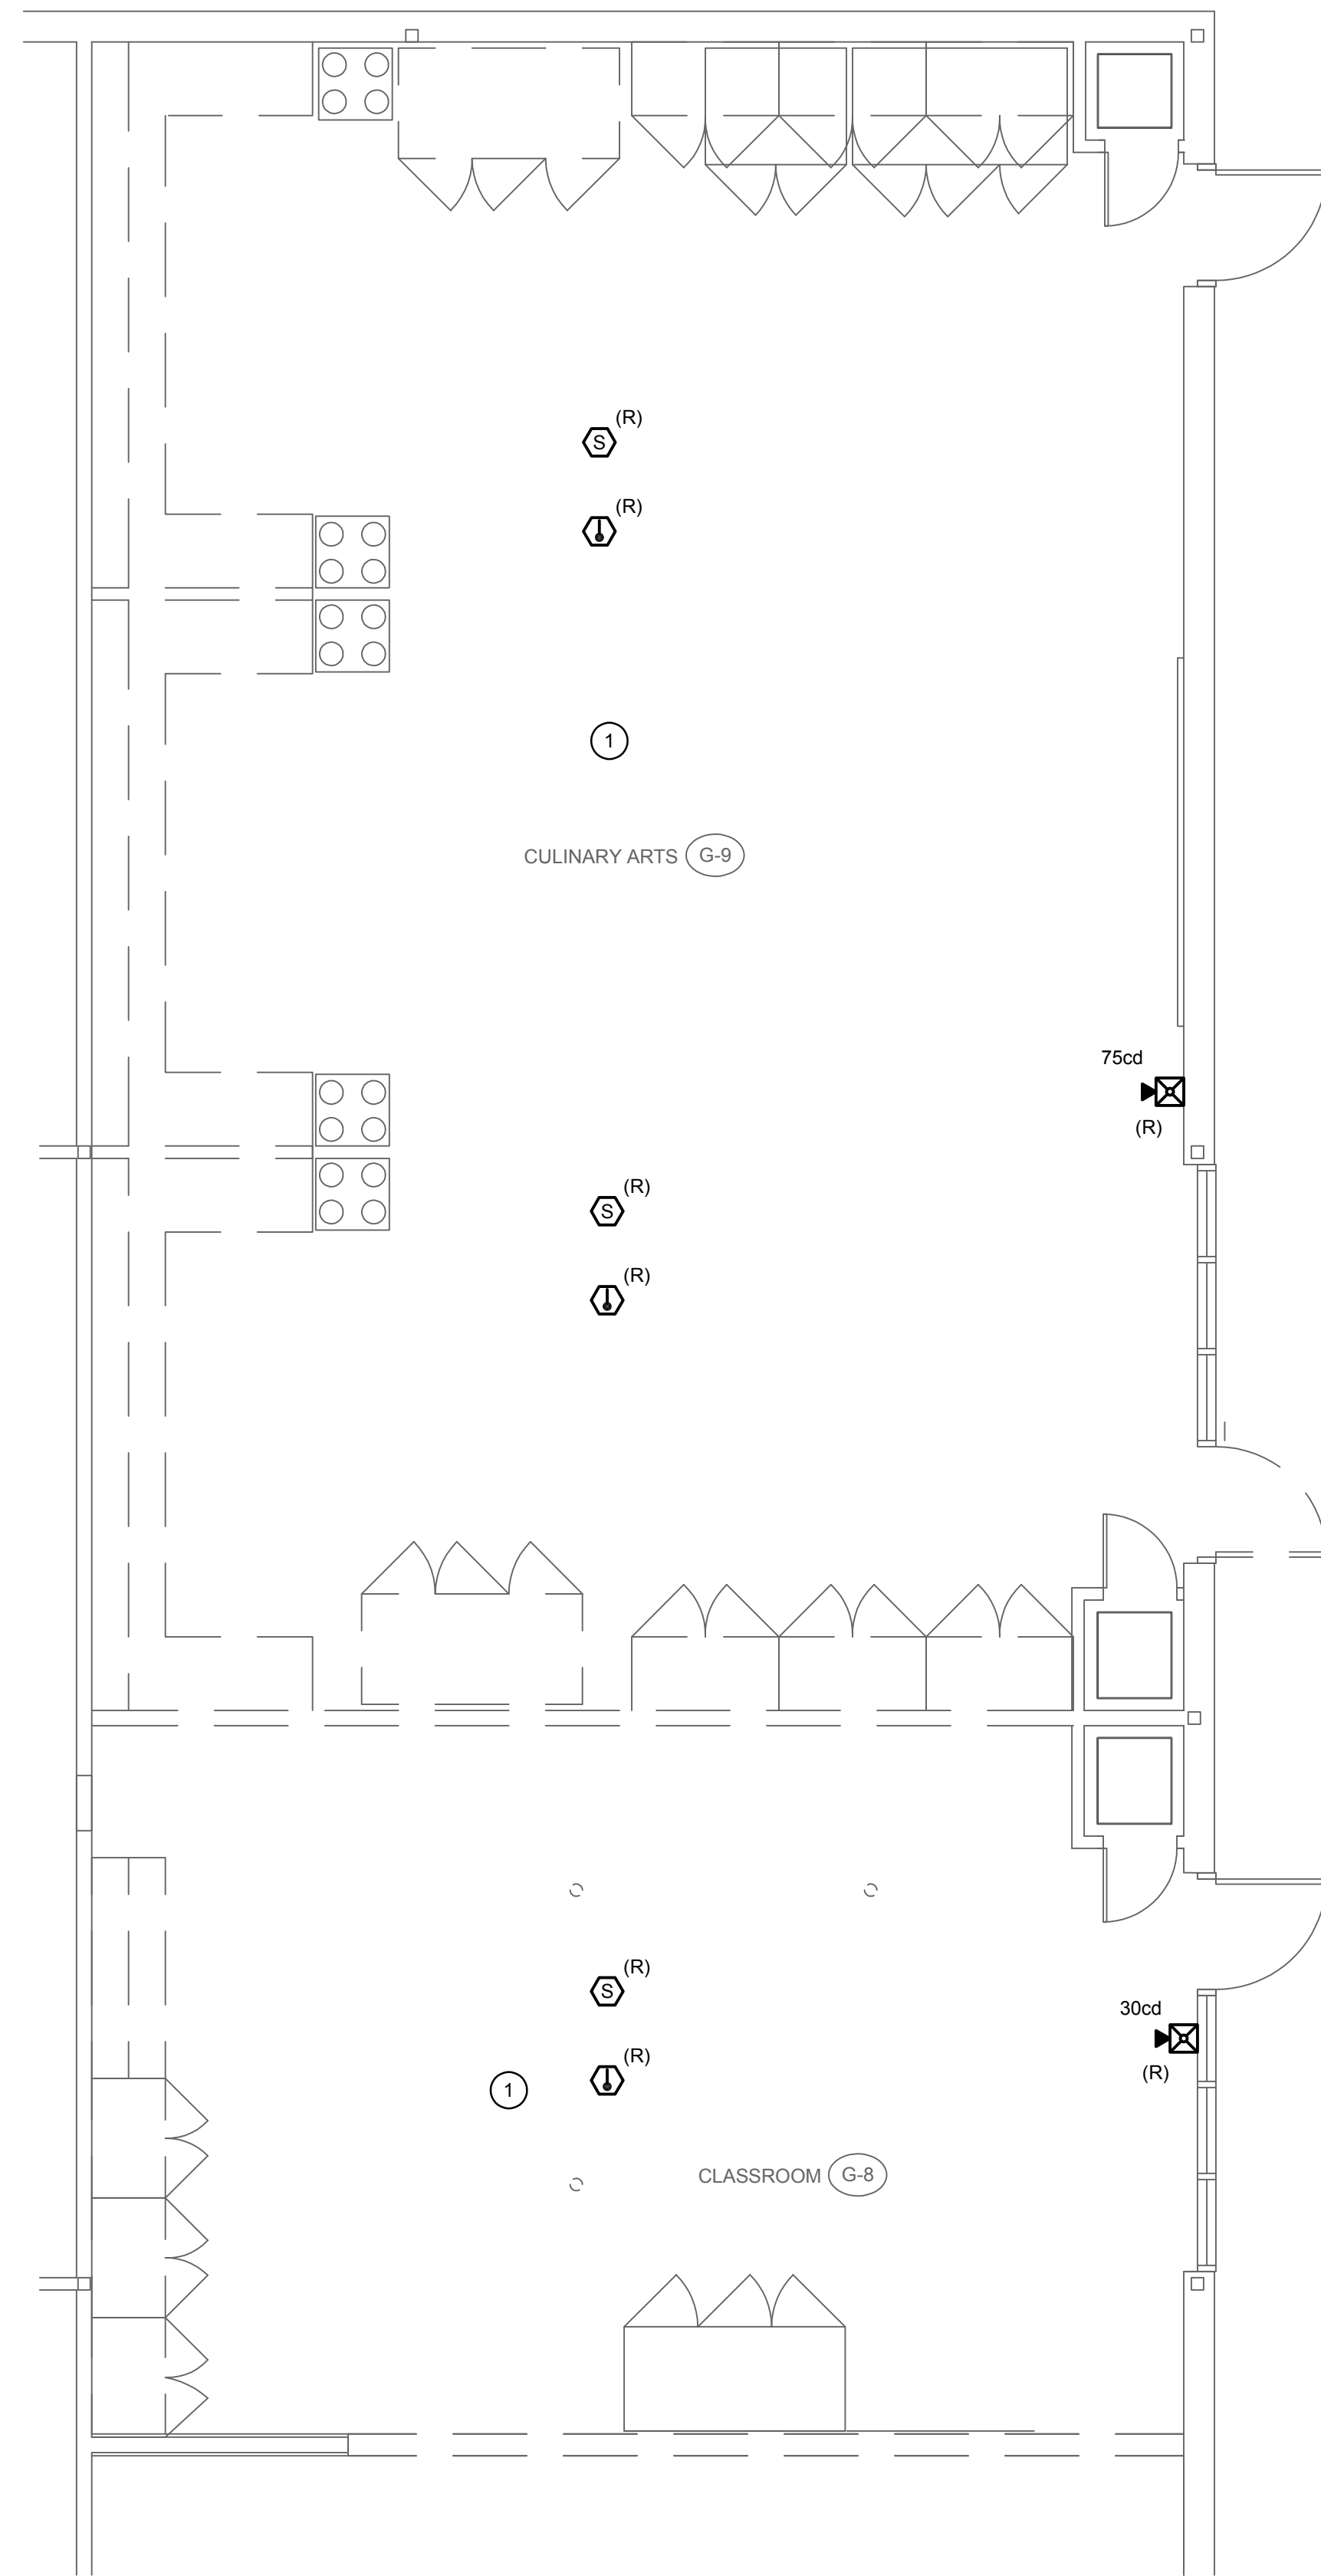 (R)
S
(R)
1
CULINARY ARTS G-9
75cd
(R)
(R)
S
(R)
(R)
S
30cd
(R)
(R)
1
CLASSROOM G-8